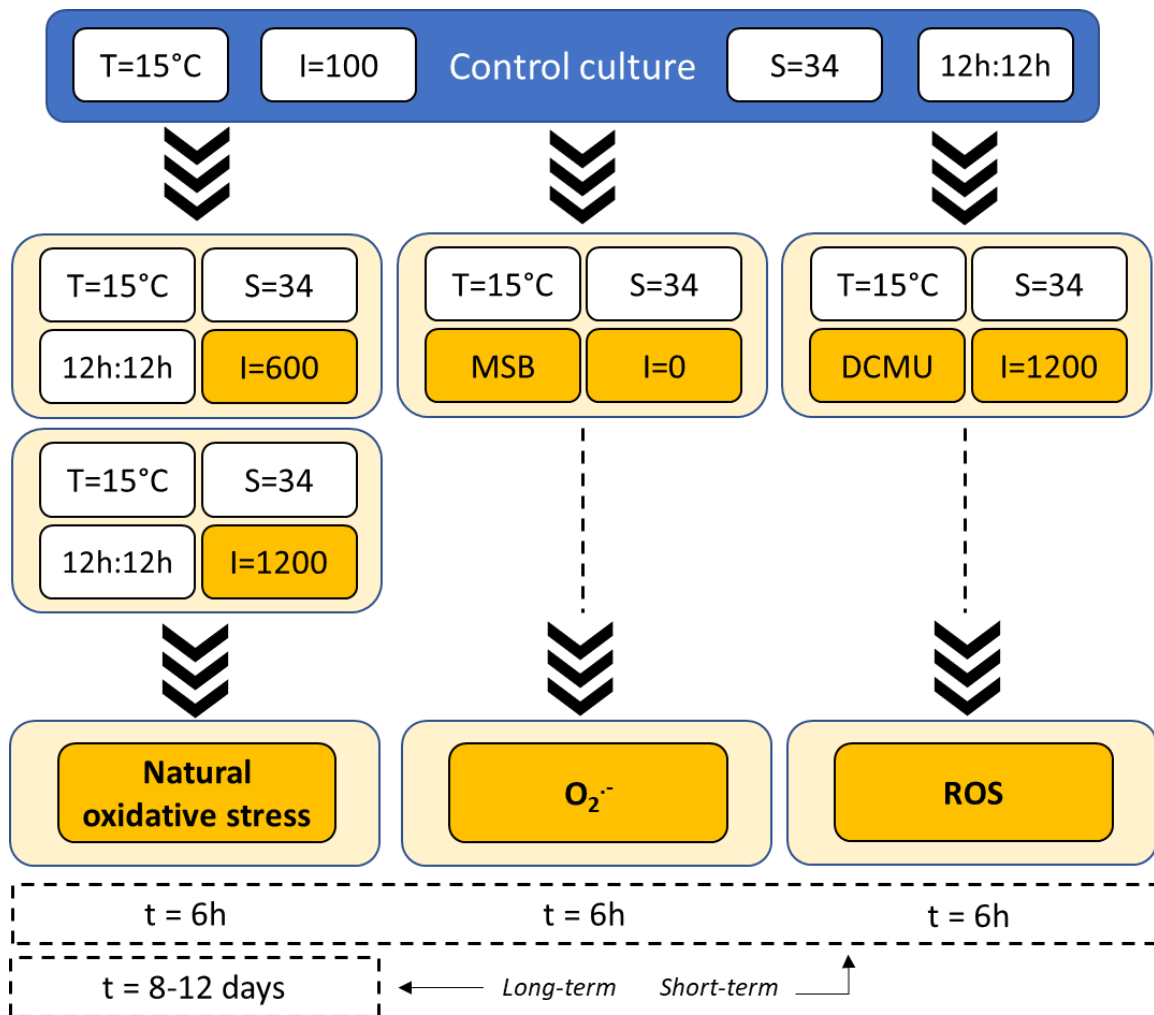 T=15°C I=100 Control culture S=34 12h:12h
T=15°C S=34
12h:12h I=600
T=15°C S=34
MSB I=0
T=15°C S=34
DCMU I=1200
T=15°C S=34
12h:12h I=1200
Natural
oxidative stress
O₂·⁻
ROS
t = 6h t = 6h t = 6h
t = 8-12 days Long-term Short-term